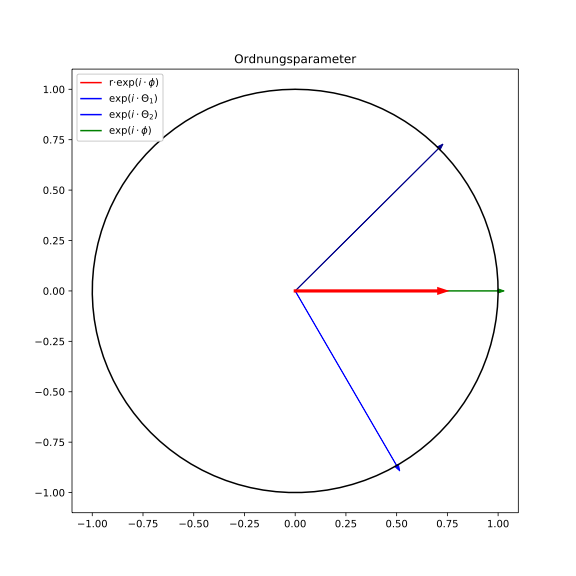 Ordnungsparameter
r·exp(i · ϕ)
exp(i · Θ₁)
exp(i · Θ₂)
exp(i · ϕ)
1.00
0.75
0.50
0.25
0.00
−0.25
−0.50
−0.75
−1.00
−1.00 −0.75 −0.50 −0.25 0.00 0.25 0.50 0.75 1.00